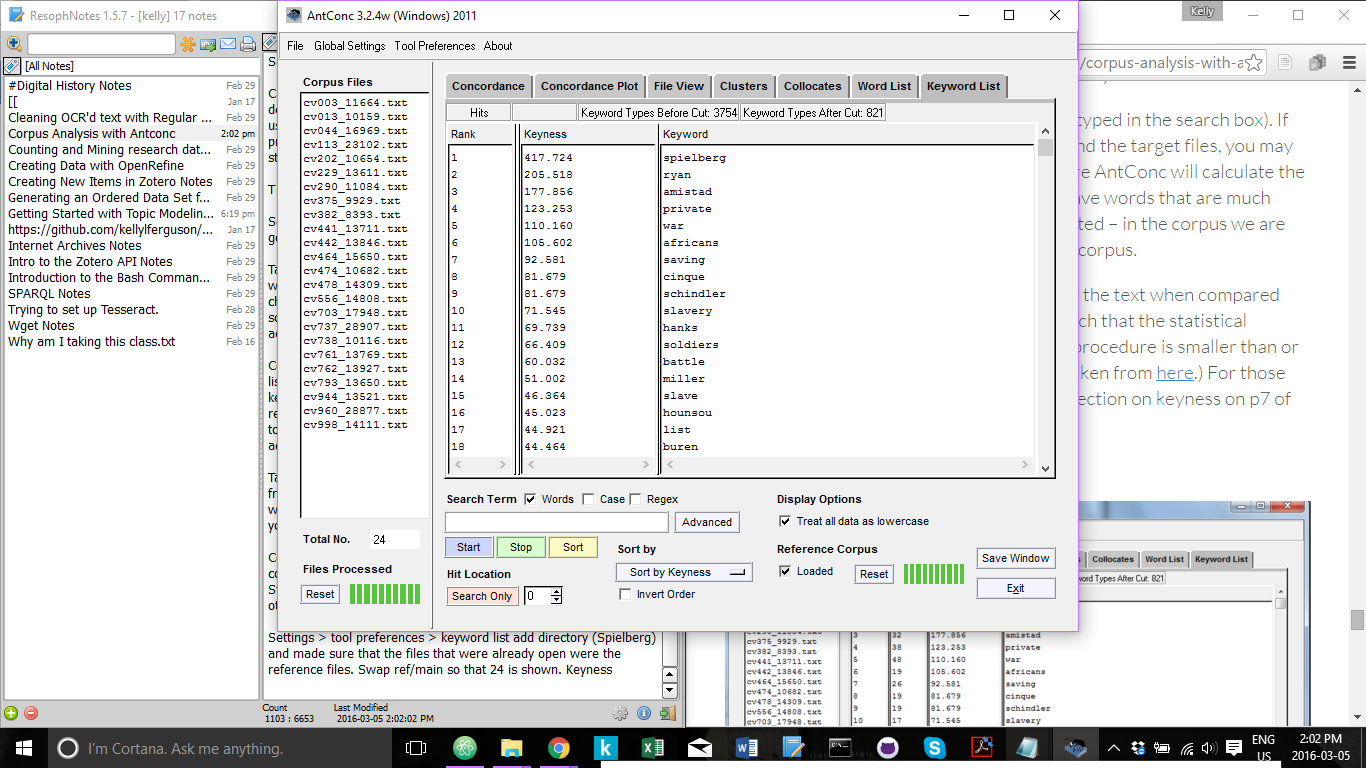 ResophNotes 1.5.7 - [kelly] 17 notes
[All Notes]
#Digital History Notes Feb 29
[[ Jan 17
Cleaning OCR'd text with Regular ... Feb 29
Corpus Analysis with Antconc 2:02 pm
Counting and Mining research dat... Feb 29
Creating Data with OpenRefine Feb 29
Creating New Items in Zotero Notes Feb 29
Generating an Ordered Data Set f... Feb 29
Getting Started with Topic Modelin... 6:19 pm
https://github.com/kellylferguson/... Jan 17
Internet Archives Notes Feb 29
Intro to the Zotero API Notes Feb 29
Introduction to the Bash Comman... Feb 29
SPARQL Notes Feb 29
Trying to set up Tesseract. Feb 28
Wget Notes Feb 29
Why am I taking this class.txt Feb 16
Settings > tool preferences > keyword list add directory (Spielberg)
and made sure that the files that were already open were the
reference files. Swap ref/main so that 24 is shown. Keyness
Count Last Modified
1103 : 6653 2016-03-05 2:02:02 PM
AntConc 3.2.4w (Windows) 2011
File Global Settings Tool Preferences About
Corpus Files
cv003_11664.txt
cv013_10159.txt
cv044_16969.txt
cv113_23102.txt
cv202_10654.txt
cv229_13611.txt
cv290_11084.txt
cv375_9929.txt
cv382_8393.txt
cv441_13711.txt
cv442_13846.txt
cv464_15650.txt
cv474_10682.txt
cv478_14309.txt
cv556_14808.txt
cv703_17948.txt
cv737_28907.txt
cv738_10116.txt
cv761_13769.txt
cv762_13927.txt
cv793_13650.txt
cv944_13521.txt
cv960_28877.txt
cv998_14111.txt
Total No. 24
Files Processed
Reset
Concordance Concordance Plot File View Clusters Collocates Word List Keyword List
Hits Keyword Types Before Cut: 3754 Keyword Types After Cut: 821
Rank Keyness Keyword
1 417.724 spielberg
2 205.518 ryan
3 177.856 amistad
4 123.253 private
5 110.160 war
6 105.602 africans
7 92.581 saving
8 81.679 cinque
9 81.679 schindler
10 71.545 slavery
11 69.739 hanks
12 66.409 soldiers
13 60.032 battle
14 51.002 miller
15 46.364 slave
16 45.023 hounsou
17 44.921 list
18 44.464 buren
Search Term Words Case Regex
Advanced
Start Stop Sort
Hit Location
Search Only 0
Sort by
Sort by Keyness
Invert Order
Display Options
Treat all data as lowercase
Reference Corpus
Loaded Reset
Save Window
Exit
Kelly
/corpus-analysis-with-a
typed in the search box). If
nd the target files, you may
re AntConc will calculate the
ave words that are much
ted – in the corpus we are
corpus.
the text when compared
ch that the statistical
procedure is smaller than or
ken from here.) For those
ection on keyness on p7 of
Collocates Word List Keyword List
word Types After Cut: 821
cv375_9929.txt 3 32 177.856 amistad
cv382_8393.txt 4 38 123.253 private
cv441_13711.txt 5 48 110.160 war
cv442_13846.txt 6 19 105.602 africans
cv464_15650.txt 7 26 92.581 saving
cv474_10682.txt 8 19 81.679 cinque
cv478_14309.txt 9 19 81.679 schindler
cv556_14808.txt 10 17 71.545 slavery
cv703_17948.txt
I'm Cortana. Ask me anything.
ENG
US
2:02 PM
2016-03-05